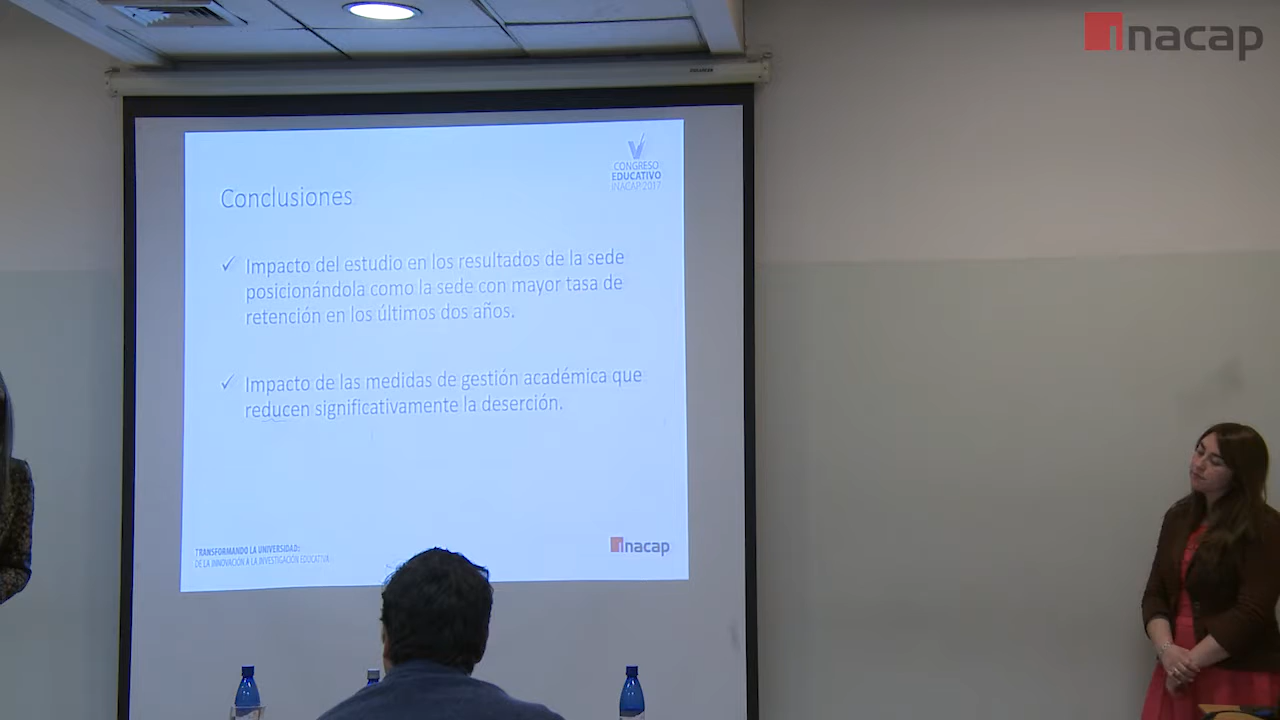 inacap
V
CONGRESO
EDUCATIVO
INACAP 2017
Conclusiones
✓ Impacto del estudio en los resultados de la sede
posicionándola como la sede con mayor tasa de
retención en los últimos dos años.
✓ Impacto de las medidas de gestión académica que
reducen significativamente la deserción.
TRANSFORMANDO LA UNIVERSIDAD:
DE LA INNOVACIÓN A LA INVESTIGACIÓN EDUCATIVA
inacap